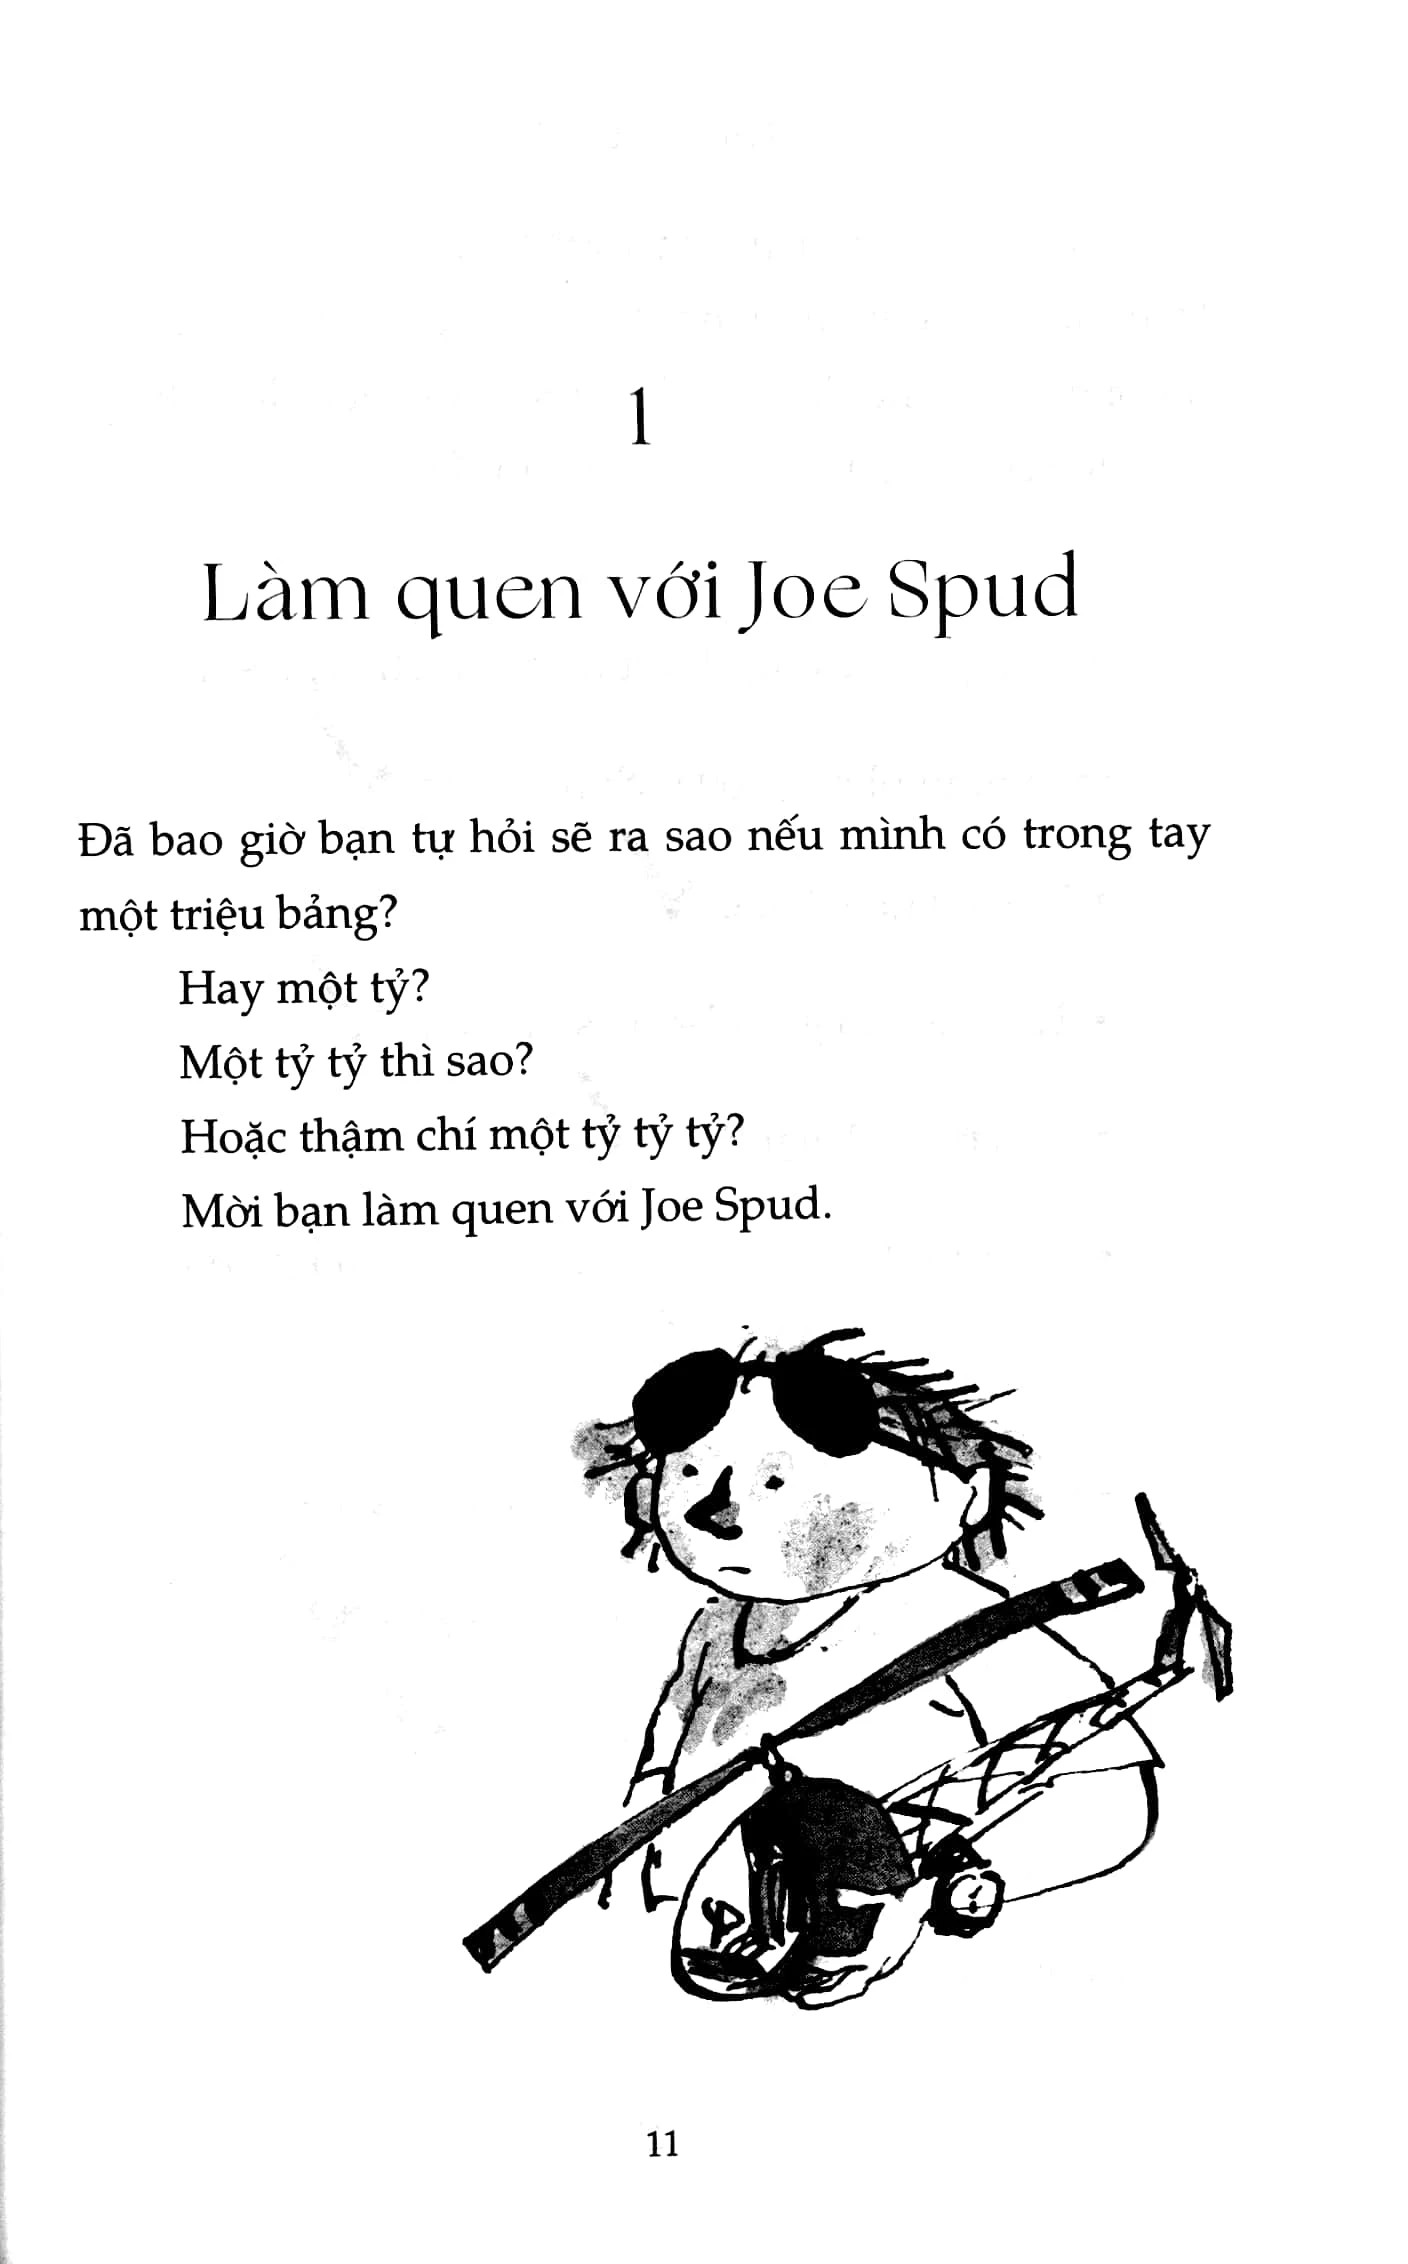 1
Làm quen với Joe Spud
Đã bao giờ bạn tự hỏi sẽ ra sao nếu mình có trong tay
một triệu bảng?
Hay một tỷ?
Một tỷ tỷ thì sao?
Hoặc thậm chí một tỷ tỷ tỷ?
Mời bạn làm quen với Joe Spud.
11